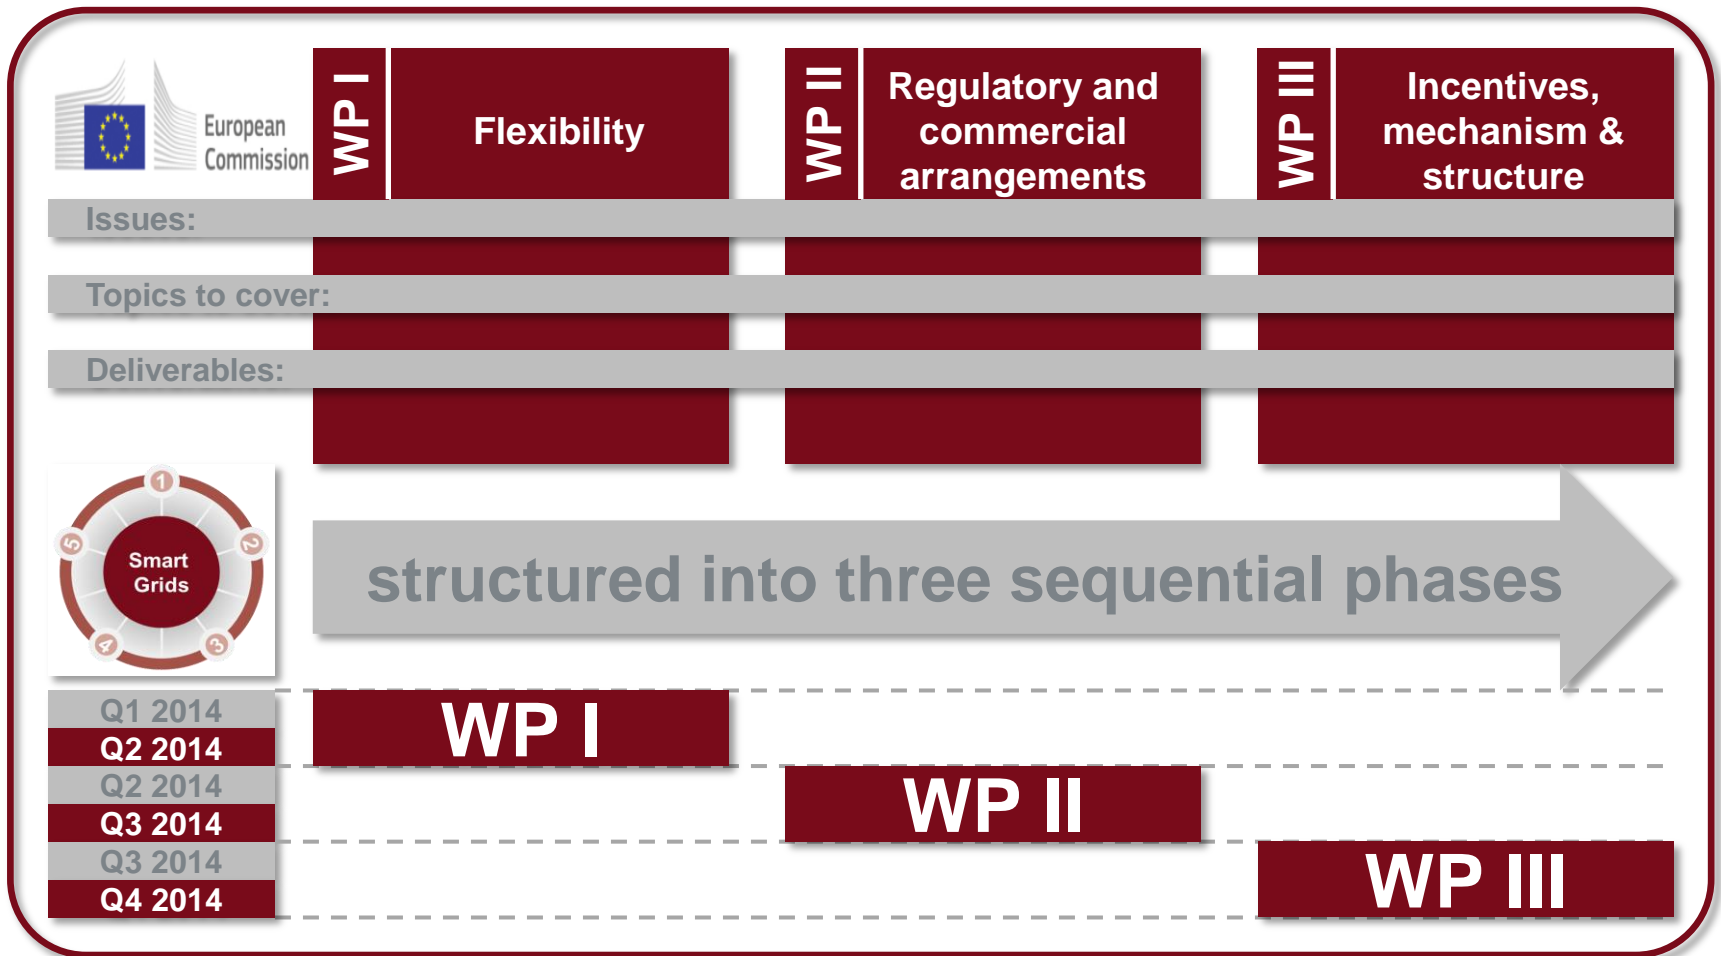 European
Commission
WP I
Flexibility
WP II
Regulatory and
commercial
arrangements
WP III
Incentives,
mechanism &
structure
Issues:
Topics to cover:
Deliverables:
1
2
3
4
5
Smart
Grids
structured into three sequential phases
Q1 2014
Q2 2014
WP I
Q2 2014
Q3 2014
WP II
Q3 2014
Q4 2014
WP III